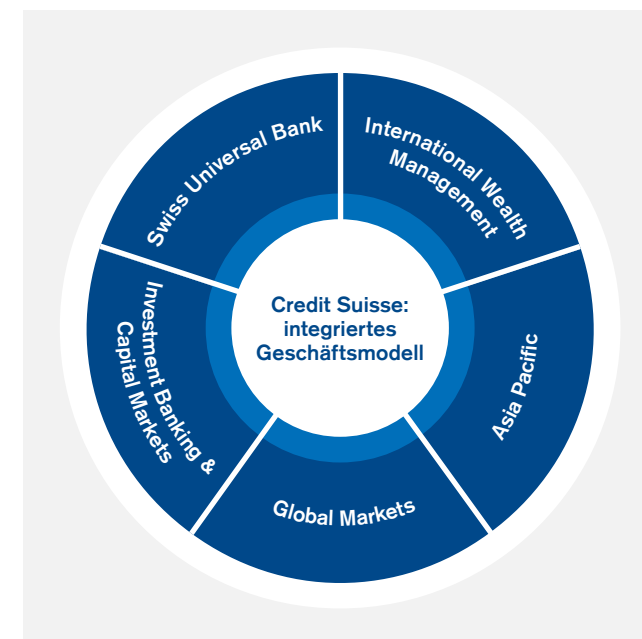 Swiss Universal Bank
International Wealth
Management
Credit Suisse:
integriertes
Geschäftsmodell
Investment Banking &
Capital Markets
Asia Pacific
Global Markets